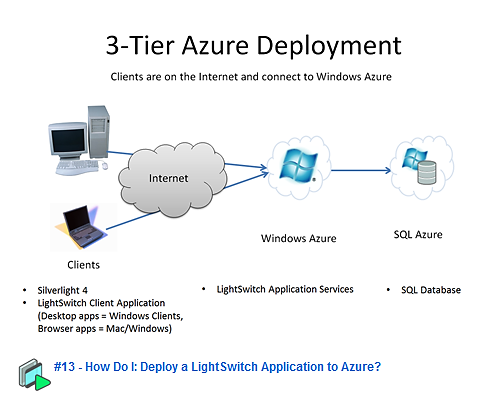 3-Tier Azure Deployment
Clients are on the Internet and connect to Windows Azure
Internet
Windows Azure
SQL Azure
Clients
• Silverlight 4
• LightSwitch Client Application
(Desktop apps = Windows Clients,
Browser apps = Mac/Windows)
• LightSwitch Application Services
• SQL Database
#13 - How Do I: Deploy a LightSwitch Application to Azure?